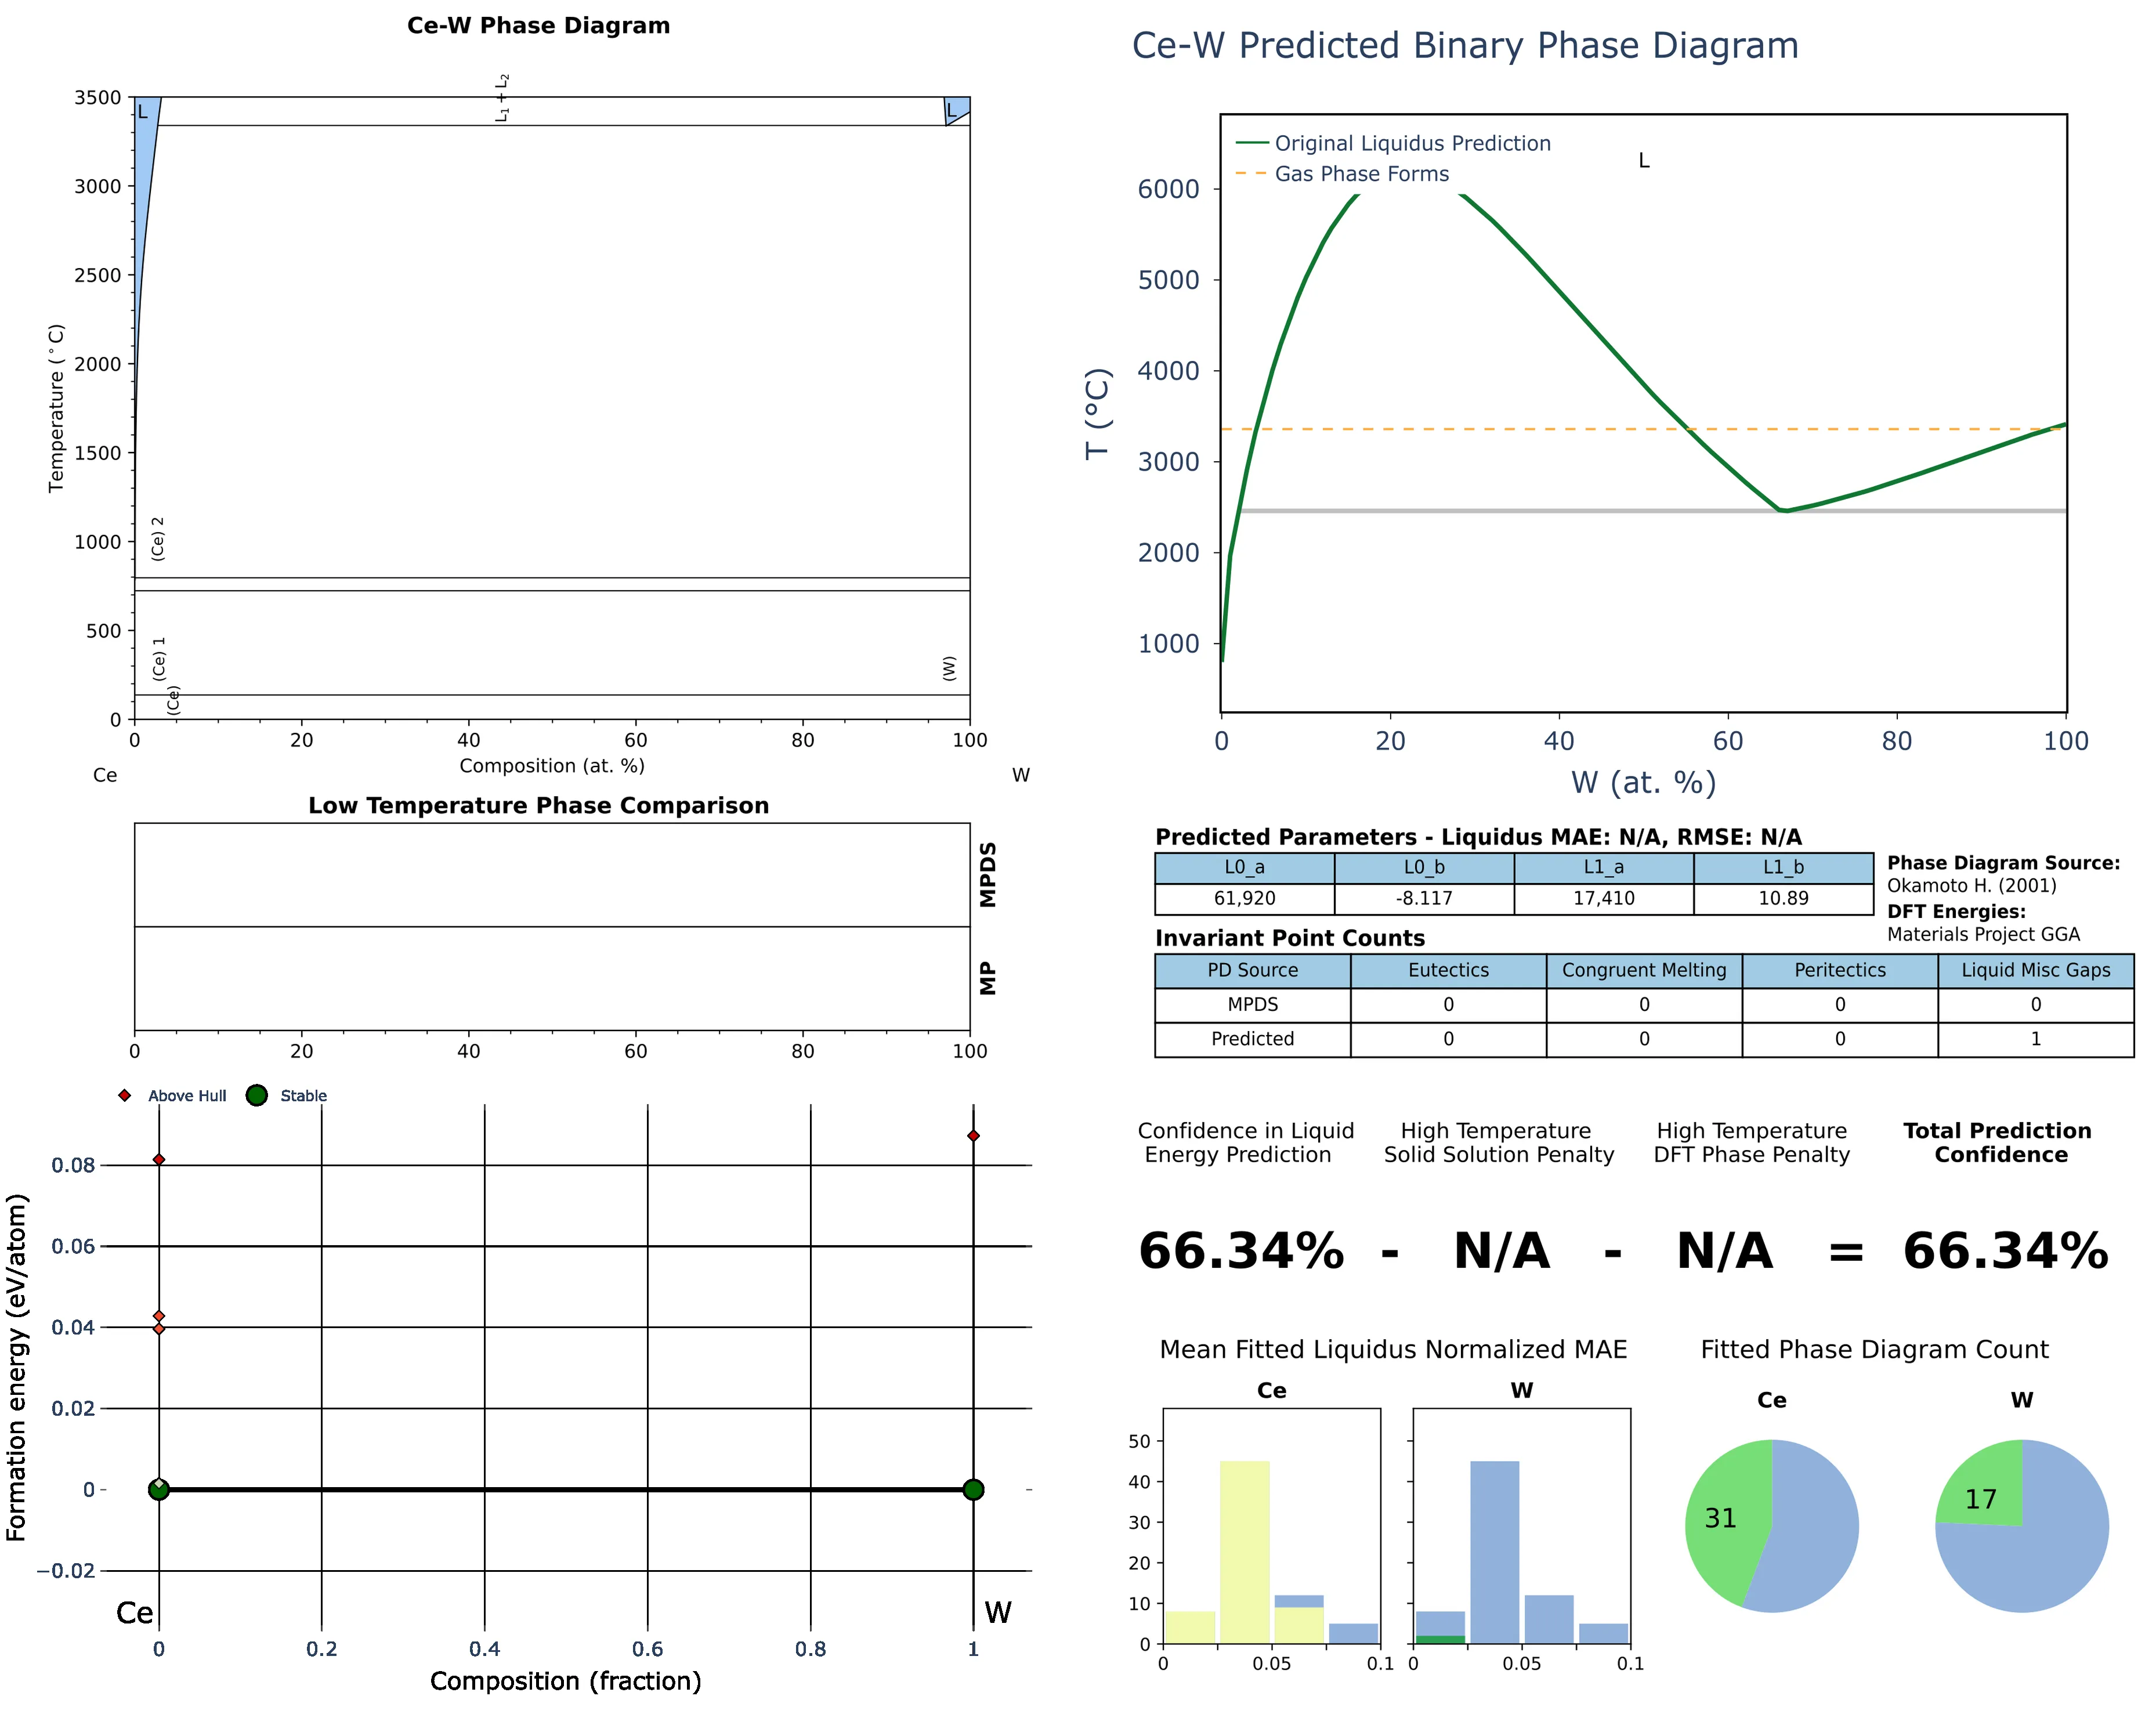 Ce-W Phase Diagram
L₁ + L₂
3500
3000
2500
2000
1500
1000
500
0
L
L
Temperature (°C)
(Ce) 2
(Ce) 1
(Ce)
(W)
0 20 40 60 80 100
Composition (at. %)
Ce W
Low Temperature Phase Comparison
MPDS
MP
0 20 40 60 80 100
Above Hull Stable
0.08
0.06
0.04
0.02
0
−0.02
Formation energy (eV/atom)
Ce W
0 0.2 0.4 0.6 0.8 1
Composition (fraction)
Ce-W Predicted Binary Phase Diagram
Original Liquidus Prediction
Gas Phase Forms
L
6000
5000
4000
3000
2000
1000
T (°C)
0 20 40 60 80 100
W (at. %)
Predicted Parameters - Liquidus MAE: N/A, RMSE: N/A
L0_a L0_b L1_a L1_b
61,920 -8.117 17,410 10.89
Phase Diagram Source:
Okamoto H. (2001)
DFT Energies:
Materials Project GGA
Invariant Point Counts
PD Source Eutectics Congruent Melting Peritectics Liquid Misc Gaps
MPDS 0 0 0 0
Predicted 0 0 0 1
Confidence in Liquid
Energy Prediction
High Temperature
Solid Solution Penalty
High Temperature
DFT Phase Penalty
Total Prediction
Confidence
66.34% - N/A - N/A = 66.34%
Mean Fitted Liquidus Normalized MAE
Ce W
50
40
30
20
10
0
0 0.05 0.1 0 0.05 0.1
Fitted Phase Diagram Count
Ce W
31 17